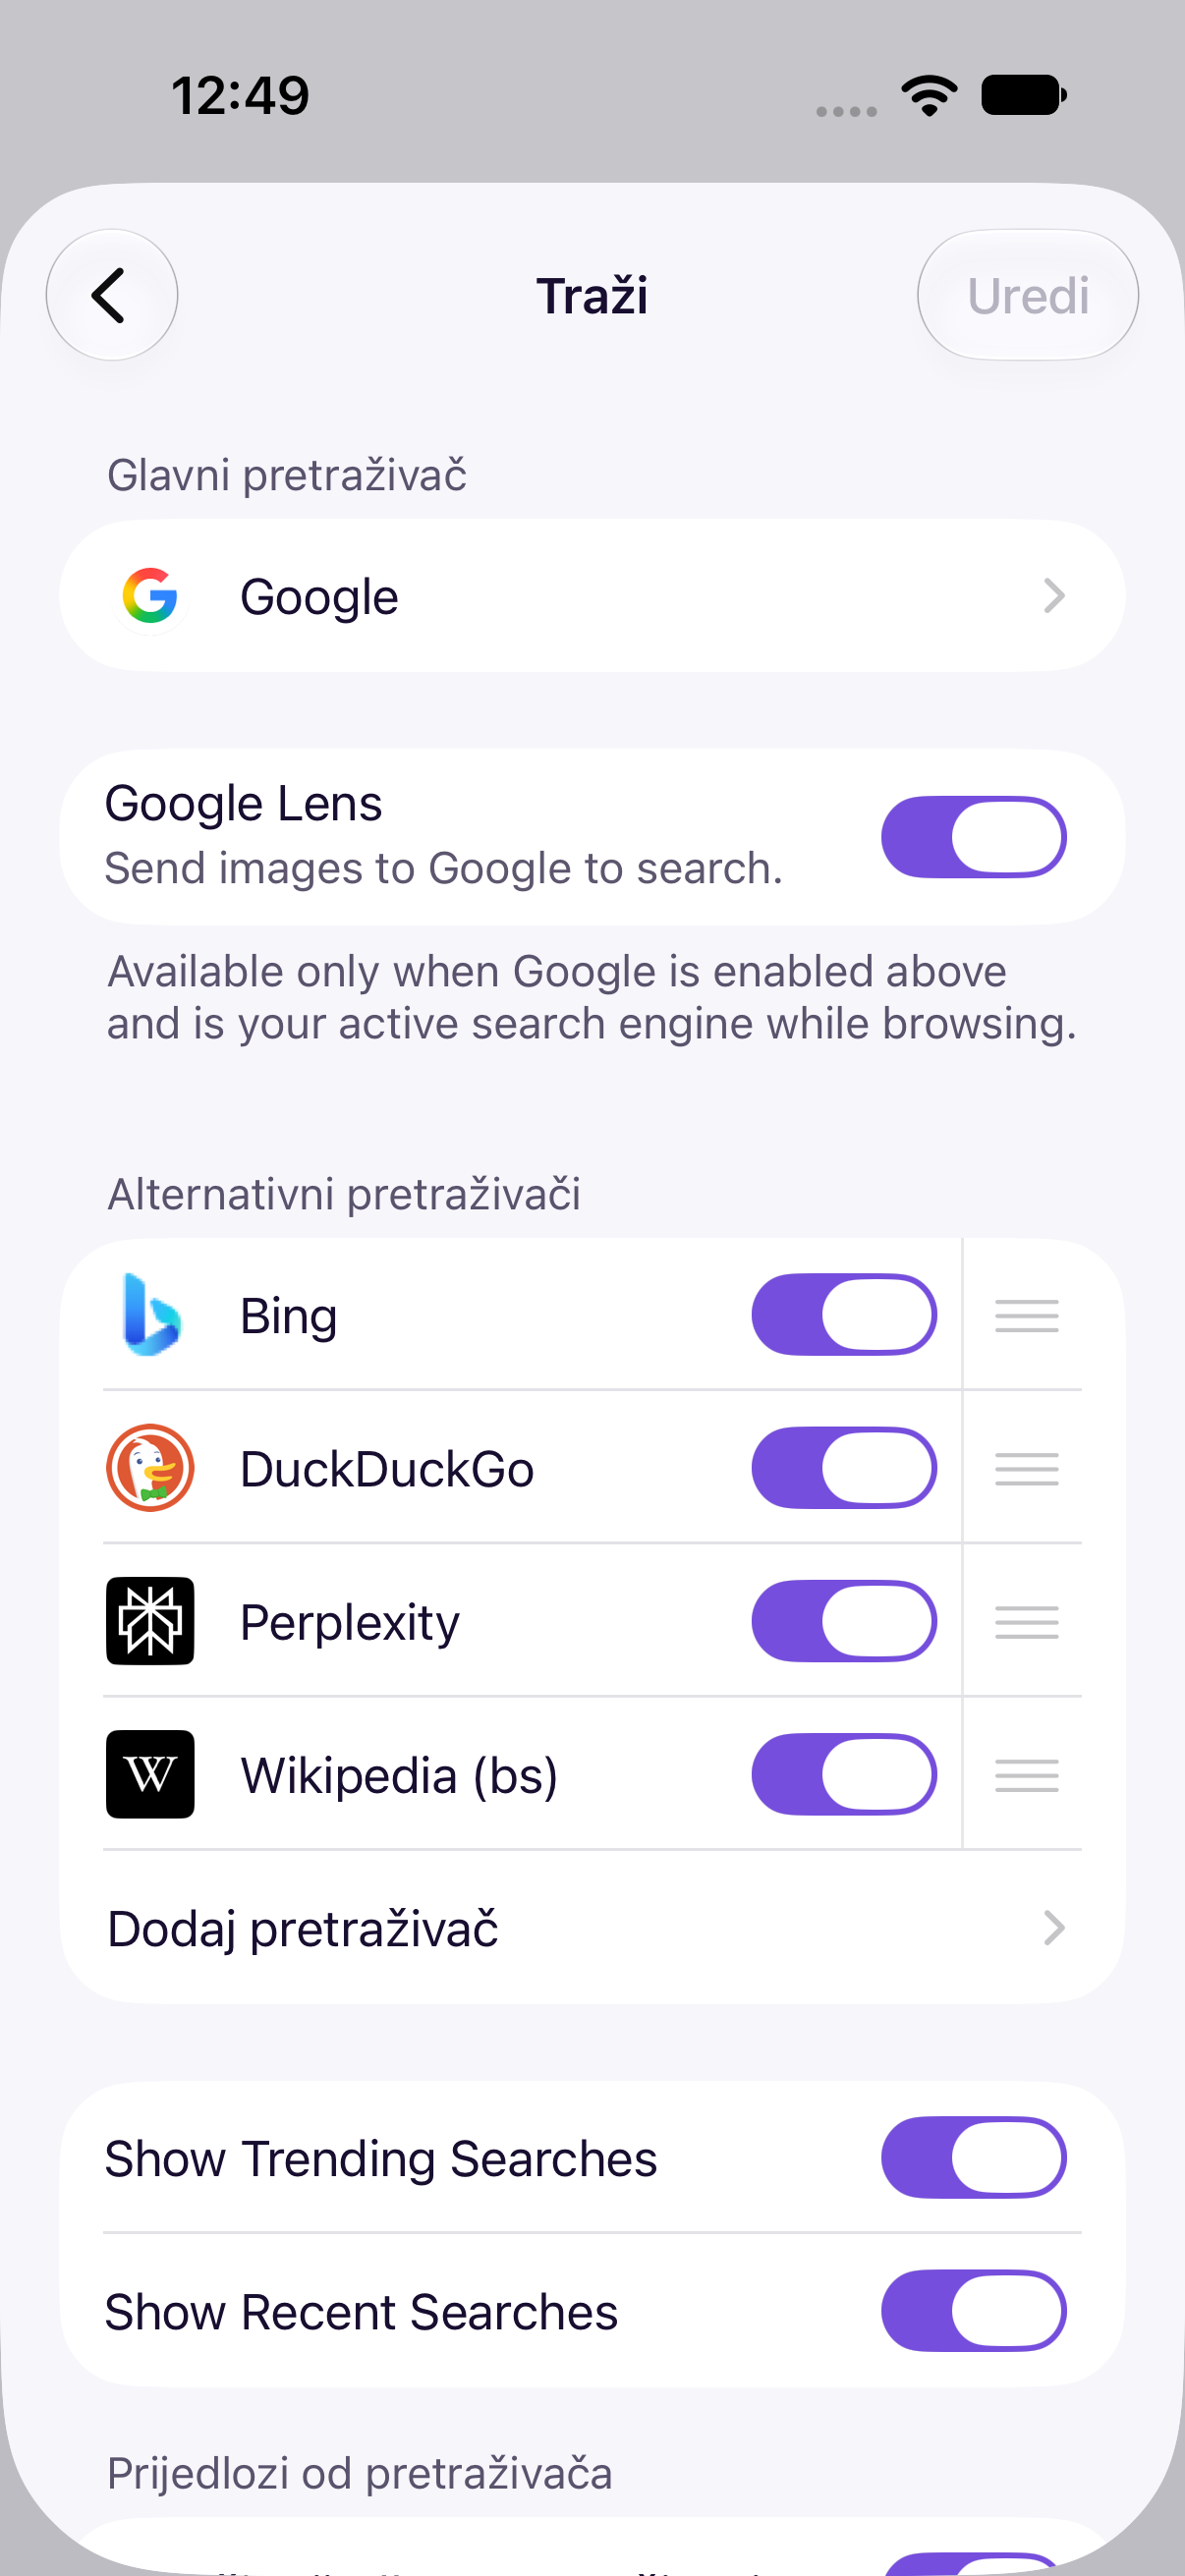 12:49
Traži
Uredi
Glavni pretraživač
Google
Google Lens
Send images to Google to search.
Available only when Google is enabled above
and is your active search engine while browsing.
Alternativni pretraživači
Bing
DuckDuckGo
Perplexity
W
Wikipedia (bs)
Dodaj pretraživač
Show Trending Searches
Show Recent Searches
Prijedlozi od pretraživača